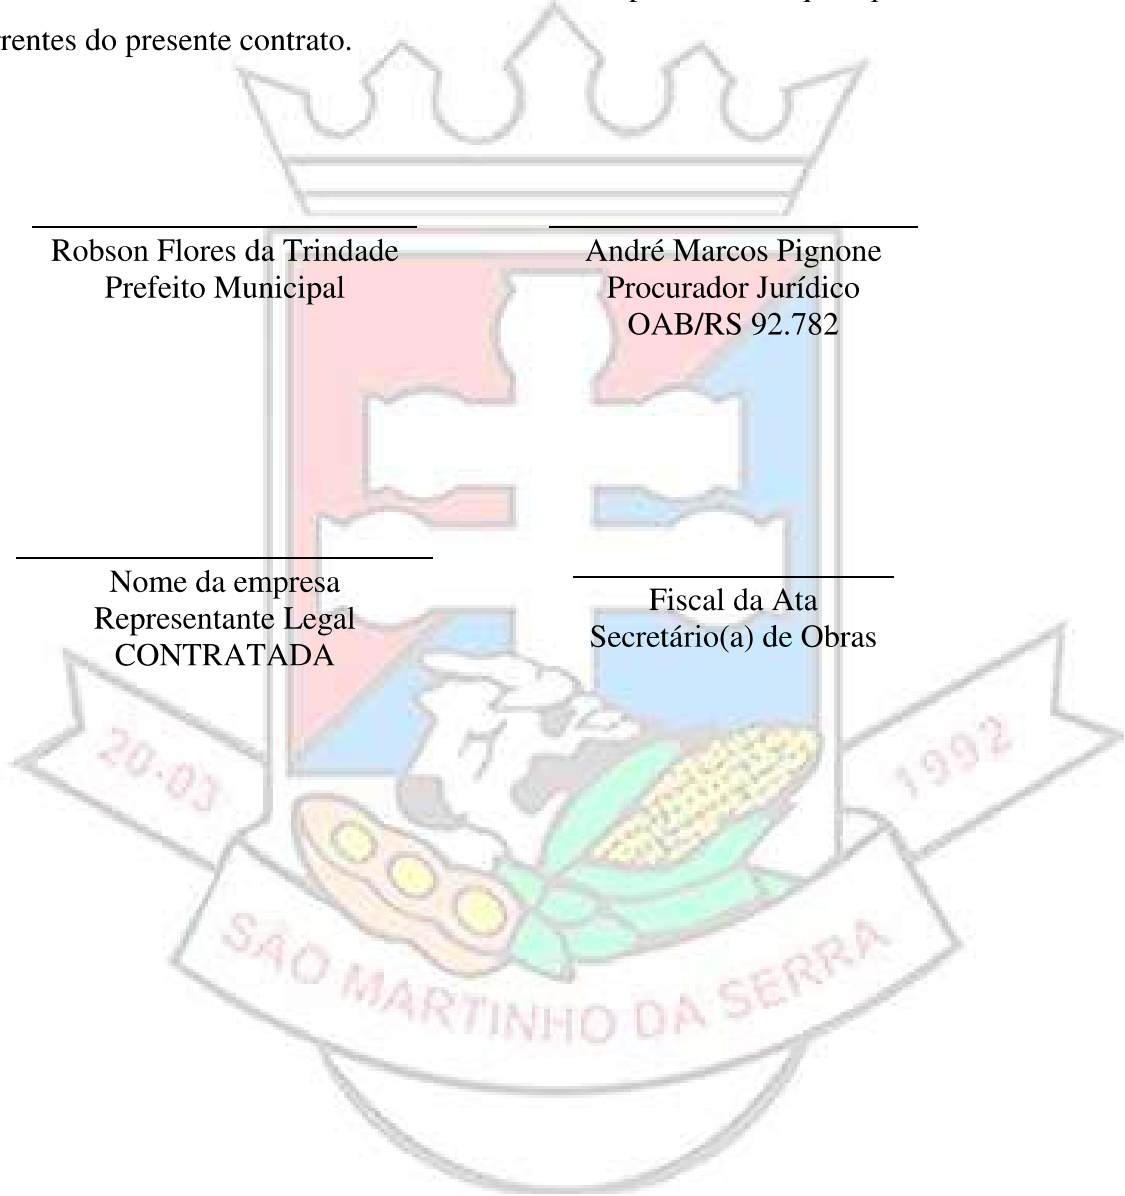 rrentes do presente contrato.
Robson Flores da Trindade
Prefeito Municipal
André Marcos Pignone
Procurador Jurídico
OAB/RS 92.782
Nome da empresa
Representante Legal
CONTRATADA
Fiscal da Ata
Secretário(a) de Obras
20-03
1992
SÃO MARTINHO DA SERRA